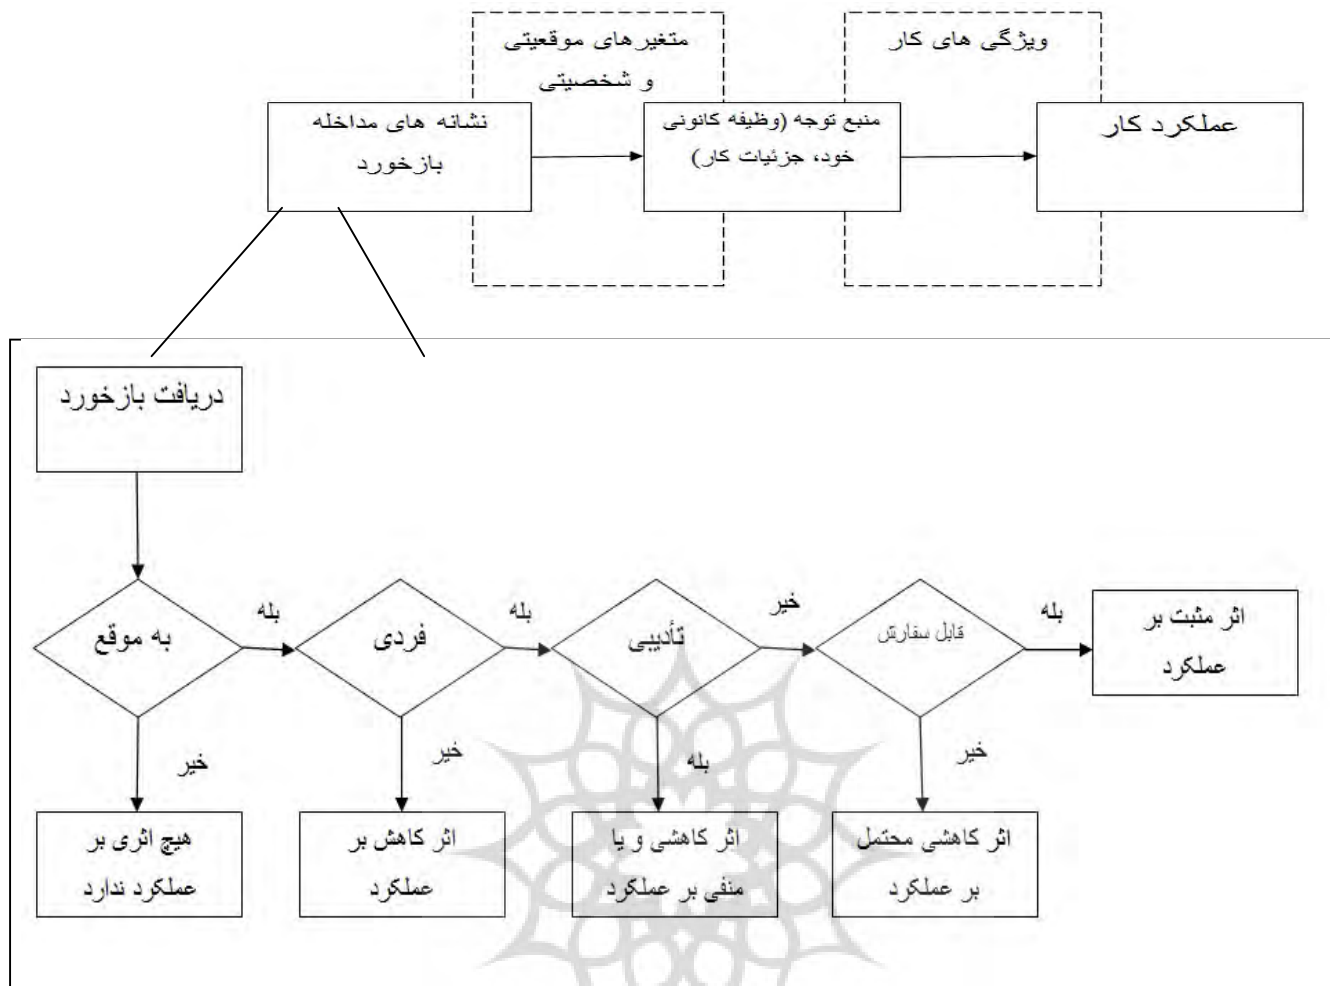 متغیرهای موقعیتی
و شخصیتی
ویژگی های کار
نشانه های مداخله
بازخورد
منبع توجه (وظیفه کانونی
خود، جزئیات کار)
عملکرد کار
دریافت بازخورد
به موقع
بله
فردی
بله
تأدیبی
خیر
قابل سفارش
بله
اثر مثبت بر
عملکرد
خیر
خیر
بله
خیر
هیچ اثری بر
عملکرد ندارد
اثر کاهش بر
عملکرد
اثر کاهشی و یا
منفی بر عملکرد
اثر کاهشی محتمل
بر عملکرد